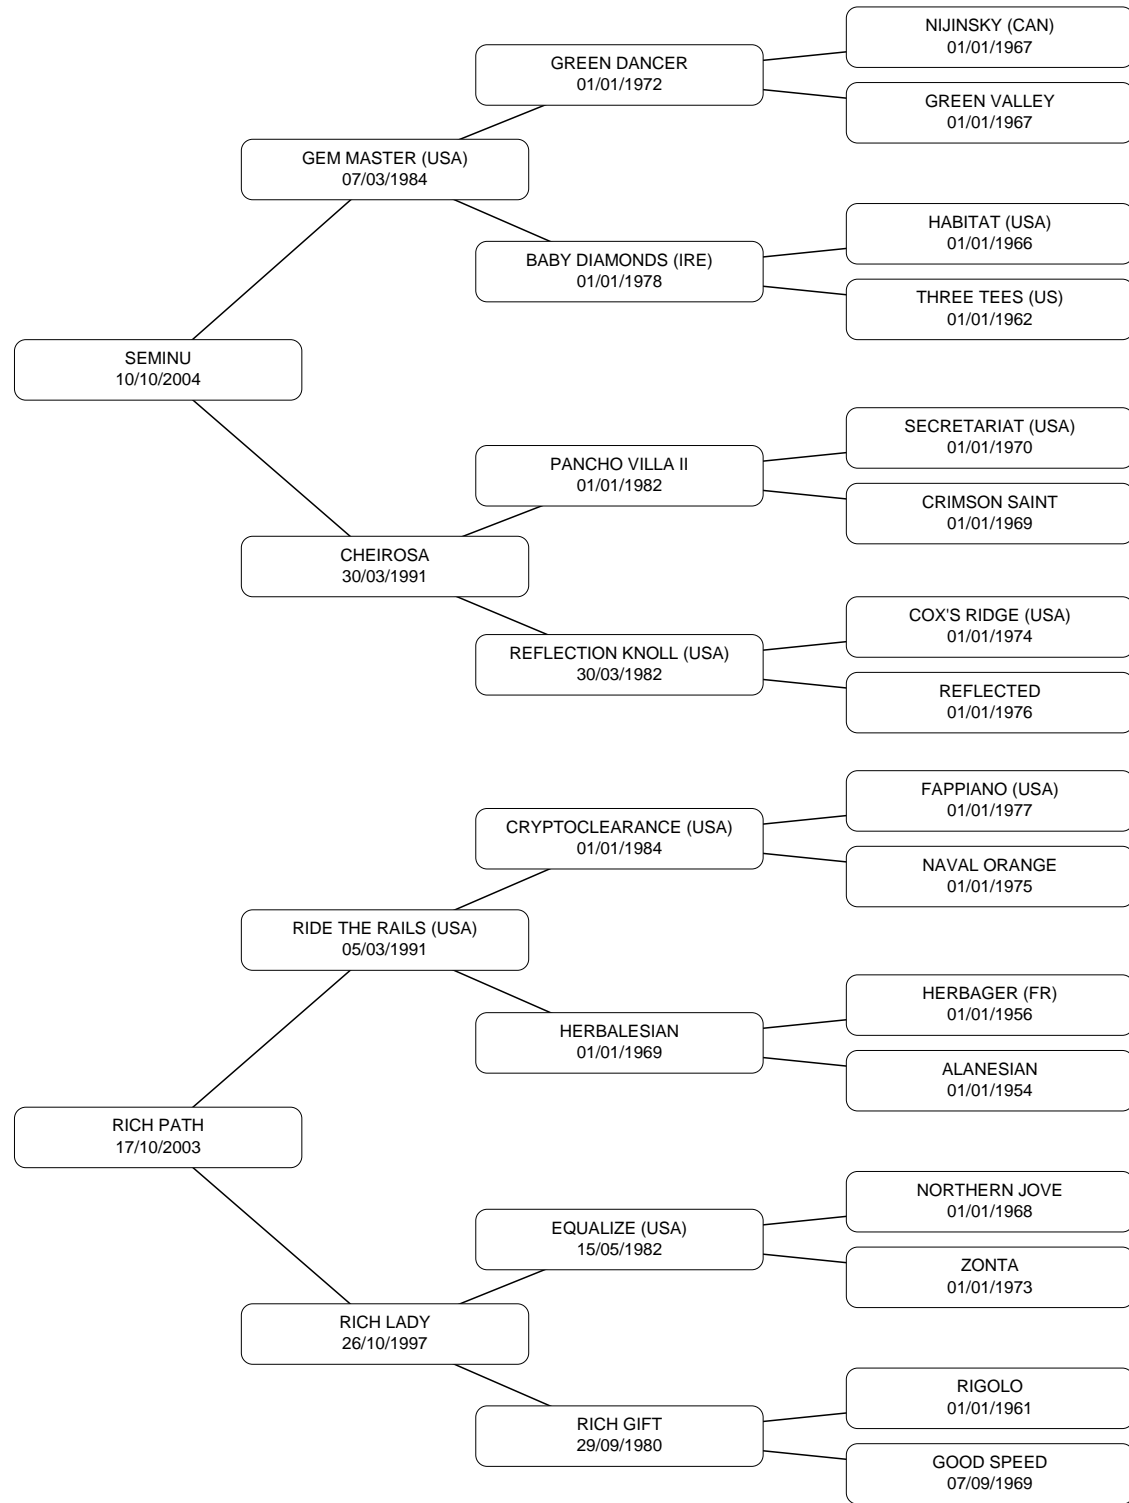 NIJINSKY (CAN)
01/01/1967
GREEN DANCER
01/01/1972
GREEN VALLEY
01/01/1967
GEM MASTER (USA)
07/03/1984
HABITAT (USA)
01/01/1966
BABY DIAMONDS (IRE)
01/01/1978
THREE TEES (US)
01/01/1962
SEMINU
10/10/2004
SECRETARIAT (USA)
01/01/1970
PANCHO VILLA II
01/01/1982
CRIMSON SAINT
01/01/1969
CHEIROSA
30/03/1991
COX'S RIDGE (USA)
01/01/1974
REFLECTION KNOLL (USA)
30/03/1982
REFLECTED
01/01/1976
FAPPIANO (USA)
01/01/1977
CRYPTOCLEARANCE (USA)
01/01/1984
NAVAL ORANGE
01/01/1975
RIDE THE RAILS (USA)
05/03/1991
HERBAGER (FR)
01/01/1956
HERBALESIAN
01/01/1969
ALANESIAN
01/01/1954
RICH PATH
17/10/2003
NORTHERN JOVE
01/01/1968
EQUALIZE (USA)
15/05/1982
ZONTA
01/01/1973
RICH LADY
26/10/1997
RIGOLO
01/01/1961
RICH GIFT
29/09/1980
GOOD SPEED
07/09/1969